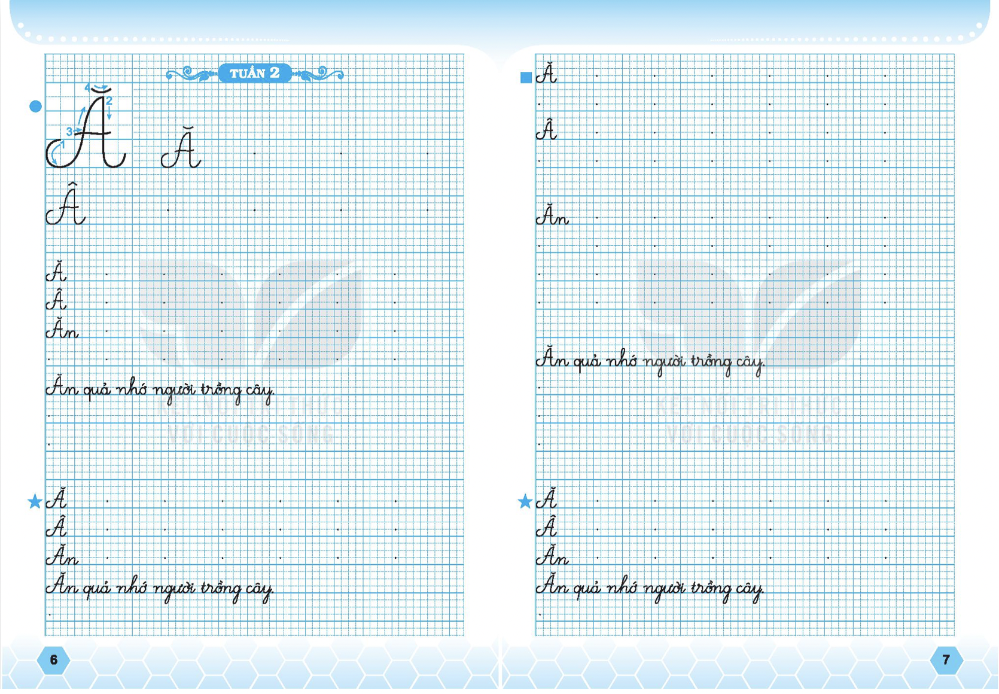 TUẦN 2
4
2
3
1
Ă
Ă
Â
Ă
Â
Ăn
Ăn quả nhớ người trồng cây.
KẾT NỐI TRI THỨC
VỚI CUỘC SỐNG
Ă
Â
Ăn
Ăn quả nhớ người trồng cây.
6
Ă
Â
Ăn
Ăn quả nhớ người trồng cây.
KẾT NỐI TRI THỨC
VỚI CUỘC SỐNG
Ă
Â
Ăn
Ăn quả nhớ người trồng cây.
7